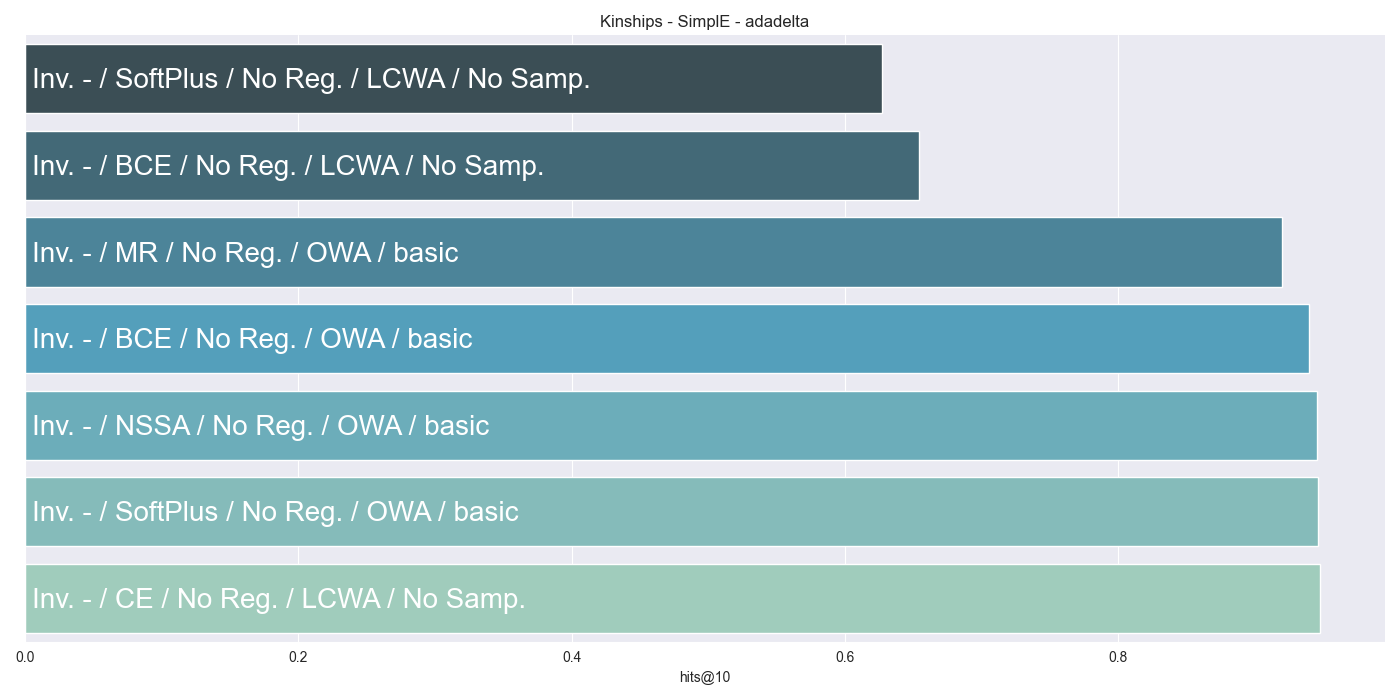 Kinships - SimplE - adadelta
Inv. - / SoftPlus / No Reg. / LCWA / No Samp.
Inv. - / BCE / No Reg. / LCWA / No Samp.
Inv. - / MR / No Reg. / OWA / basic
Inv. - / BCE / No Reg. / OWA / basic
Inv. - / NSSA / No Reg. / OWA / basic
Inv. - / SoftPlus / No Reg. / OWA / basic
Inv. - / CE / No Reg. / LCWA / No Samp.
0.0 0.2 0.4 0.6 0.8
hits@10